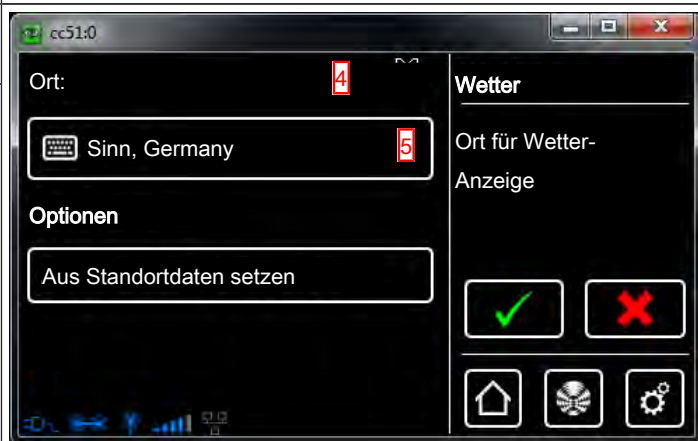 cc51:0
Ort:
4
Sinn, Germany
5
Optionen
Aus Standortdaten setzen
Wetter
Ort für Wetter-
Anzeige